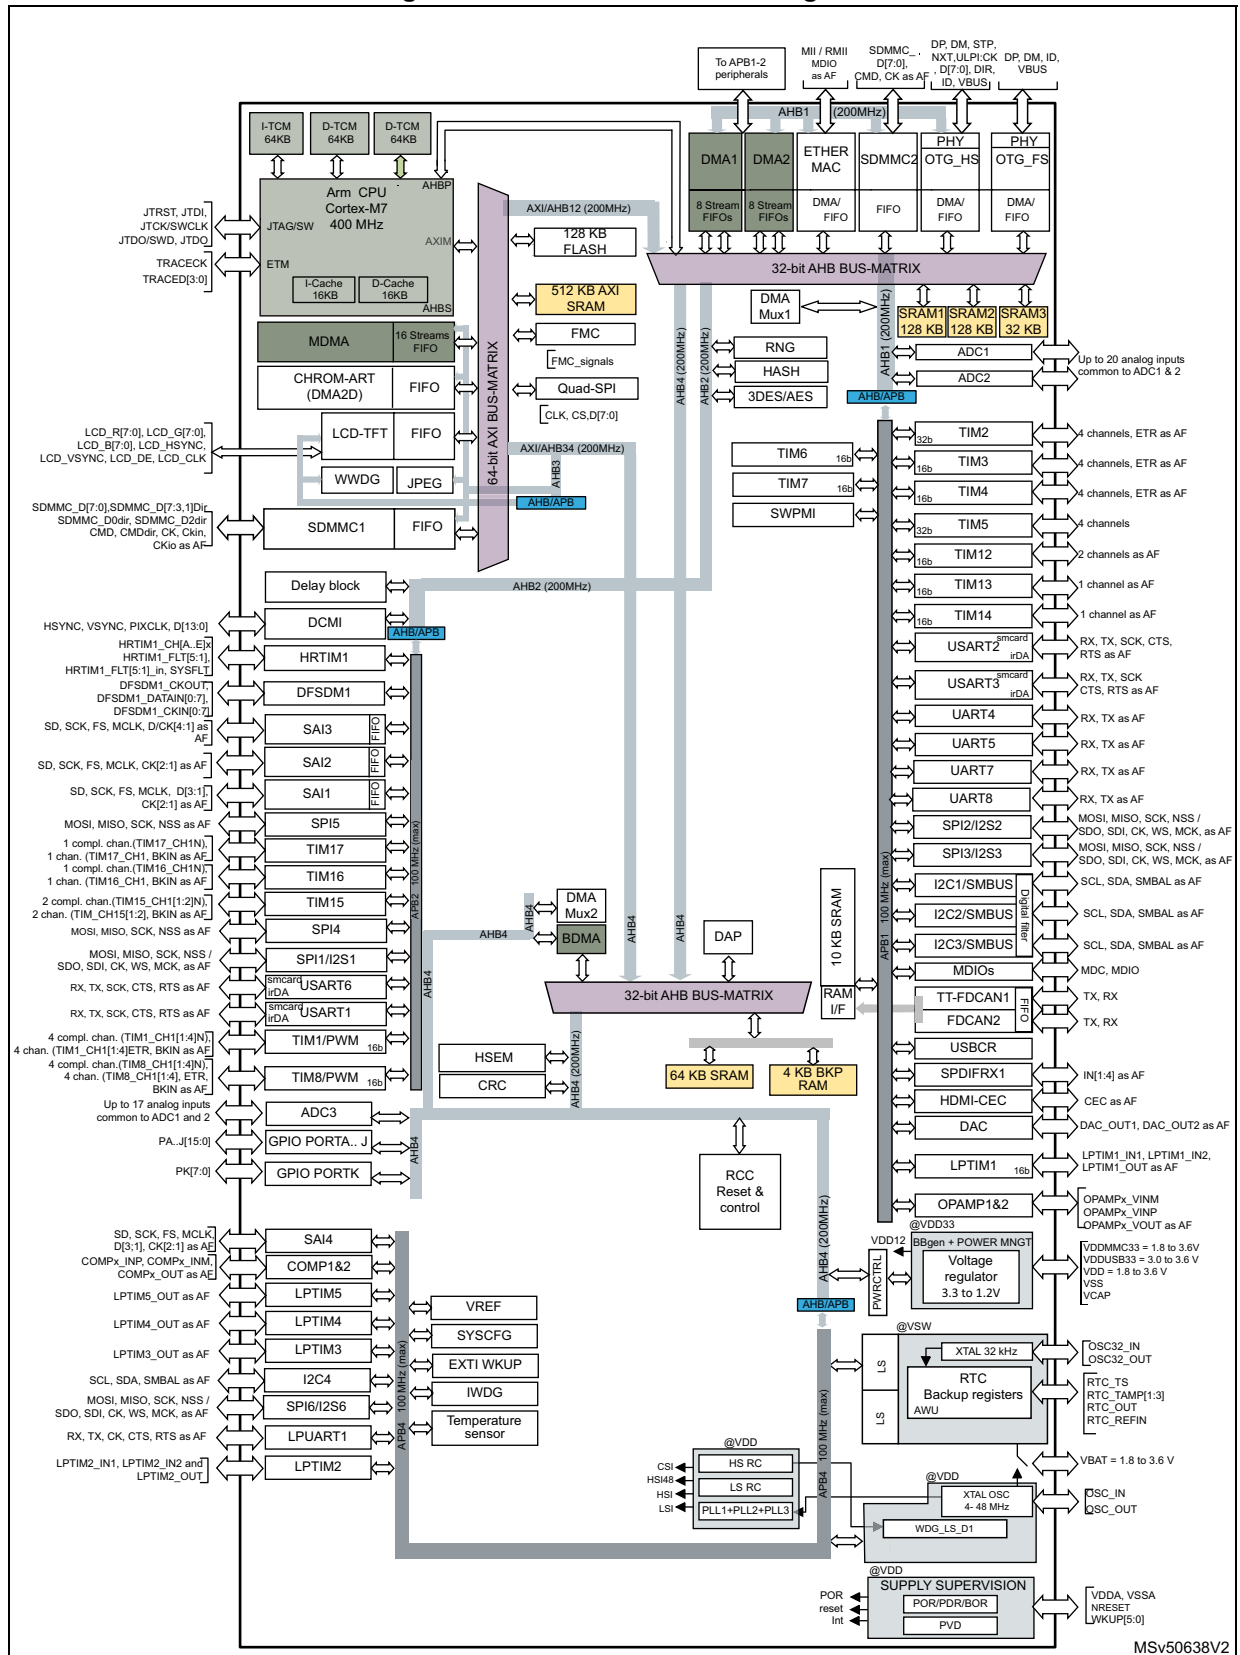 To APB1-2
peripherals
MII / RMII
MDIO
as AF
SDMMC_
D[7:0],
CMD, CK as AF
DP, DM, STP,
NXT,ULPI:CK
, D[7:0], DIR,
ID, VBUS
DP, DM, ID,
VBUS
AHB1 (200MHz)
I-TCM
64KB
D-TCM
64KB
D-TCM
64KB
DMA1
8 Stream
FIFOs
DMA2
8 Stream
FIFOs
ETHER
MAC
DMA/
FIFO
SDMMC2
FIFO
PHY
OTG_HS
DMA/
FIFO
PHY
OTG_FS
DMA/
FIFO
Arm CPU
Cortex-M7
400 MHz
AHBP
AXIM
AHBS
JTAG/SW
ETM
I-Cache
16KB
D-Cache
16KB
JTRST, JTDI,
JTCK/SWCLK
JTDO/SWD, JTDO
TRACECK
TRACED[3:0]
AXI/AHB12 (200MHz)
128 KB
FLASH
512 KB AXI
SRAM
FMC
FMC_signals
Quad-SPI
CLK, CS,D[7:0]
64-bit AXI BUS-MATRIX
32-bit AHB BUS-MATRIX
DMA
Mux1
SRAM1
128 KB
SRAM2
128 KB
SRAM3
32 KB
MDMA
16 Streams
FIFO
CHROM-ART
(DMA2D)
FIFO
LCD-TFT
FIFO
WWDG
JPEG
LCD_R[7:0], LCD_G[7:0],
LCD_B[7:0], LCD_HSYNC,
LCD_VSYNC, LCD_DE, LCD_CLK
SDMMC_D[7:0],SDMMC_D[7:3,1]Dir
SDMMC_D0dir, SDMMC_D2dir
CMD, CMDdir, CK, Ckin,
CKio as AF
SDMMC1
FIFO
AXI/AHB34 (200MHz)
AHB3
AHB/APB
AHB4 (200MHz)
AHB2 (200MHz)
AHB1 (200MHz)
RNG
HASH
3DES/AES
ADC1
ADC2
Up to 20 analog inputs
common to ADC1 & 2
AHB/APB
TIM6
16b
TIM7
16b
SWPMI
TIM2
32b
4 channels, ETR as AF
TIM3
16b
4 channels, ETR as AF
TIM4
16b
4 channels, ETR as AF
TIM5
32b
4 channels
TIM12
16b
2 channels as AF
TIM13
16b
1 channel as AF
TIM14
16b
1 channel as AF
USART2
smcard
irDA
RX, TX, SCK, CTS,
RTS as AF
USART3
smcard
irDA
RX, TX, SCK
CTS, RTS as AF
UART4
RX, TX as AF
UART5
RX, TX as AF
UART7
RX, TX as AF
UART8
RX, TX as AF
SPI2/I2S2
MOSI, MISO, SCK, NSS /
SDO, SDI, CK, WS, MCK, as AF
SPI3/I2S3
MOSI, MISO, SCK, NSS /
SDO, SDI, CK, WS, MCK, as AF
I2C1/SMBUS
SCL, SDA, SMBAL as AF
I2C2/SMBUS
SCL, SDA, SMBAL as AF
I2C3/SMBUS
SCL, SDA, SMBAL as AF
Digital filter
MDIOs
MDC, MDIO
TT-FDCAN1
TX, RX
FDCAN2
TX, RX
FIFO
USBCR
SPDIFRX1
IN[1:4] as AF
HDMI-CEC
CEC as AF
DAC
DAC_OUT1, DAC_OUT2 as AF
LPTIM1
16b
LPTIM1_IN1, LPTIM1_IN2,
LPTIM1_OUT as AF
OPAMP1&2
OPAMPx_VINM
OPAMPx_VINP
OPAMPx_VOUT as AF
APB1 100 MHz (max)
10 KB SRAM
RAM
I/F
Delay block
AHB2 (200MHz)
HSYNC, VSYNC, PIXCLK, D[13:0]
DCMI
AHB/APB
HRTIM1_CH[A..E]x
HRTIM1_FLT[5:1],
HRTIM1_FLT[5:1]_in, SYSFLT
HRTIM1
DFSDM1_CKOUT,
DFSDM1_DATAIN[0:7],
DFSDM1_CKIN[0:7]
DFSDM1
SD, SCK, FS, MCLK, D/CK[4:1] as
AF
SAI3
FIFO
SD, SCK, FS, MCLK, CK[2:1] as AF
SAI2
FIFO
SD, SCK, FS, MCLK, D[3:1],
CK[2:1] as AF
SAI1
FIFO
MOSI, MISO, SCK, NSS as AF
SPI5
1 compl. chan.(TIM17_CH1N),
1 chan. (TIM17_CH1, BKIN as AF
TIM17
1 compl. chan.(TIM16_CH1N),
1 chan. (TIM16_CH1, BKIN as AF
TIM16
2 compl. chan.(TIM15_CH1[1:2]N),
2 chan. (TIM_CH15[1:2], BKIN as AF
TIM15
MOSI, MISO, SCK, NSS as AF
SPI4
MOSI, MISO, SCK, NSS /
SDO, SDI, CK, WS, MCK, as AF
SPI1/I2S1
RX, TX, SCK, CTS, RTS as AF
smcard
irDA
USART6
RX, TX, SCK, CTS, RTS as AF
smcard
irDA
USART1
4 compl. chan. (TIM1_CH1[1:4]N),
4 chan. (TIM1_CH1[1:4]ETR, BKIN as AF
TIM1/PWM
16b
4 compl. chan.(TIM8_CH1[1:4]N),
4 chan. (TIM8_CH1[1:4], ETR,
BKIN as AF
TIM8/PWM
16b
APB2 100 MHz (max)
Up to 17 analog inputs
common to ADC1 and 2
ADC3
PA..J[15:0]
GPIO PORTA.. J
PK[7:0]
GPIO PORTK
AHB4
AHB4
AHB4
AHB4
DMA
Mux2
BDMA
AHB4
AHB4
DAP
32-bit AHB BUS-MATRIX
HSEM
CRC
AHB4 (200MHz)
64 KB SRAM
4 KB BKP
RAM
RCC
Reset &
control
AHB4 (200MHz)
AHB/APB
SD, SCK, FS, MCLK,
D[3;1], CK[2:1] as AF
SAI4
COMPx_INP, COMPx_INM,
COMPx_OUT as AF
COMP1&2
LPTIM5_OUT as AF
LPTIM5
LPTIM4_OUT as AF
LPTIM4
LPTIM3_OUT as AF
LPTIM3
SCL, SDA, SMBAL as AF
I2C4
MOSI, MISO, SCK, NSS /
SDO, SDI, CK, WS, MCK, as AF
SPI6/I2S6
RX, TX, CK, CTS, RTS as AF
LPUART1
LPTIM2_IN1, LPTIM2_IN2 and
LPTIM2_OUT
LPTIM2
APB4 100 MHz (max)
VREF
SYSCFG
EXTI WKUP
IWDG
Temperature
sensor
@VDD33
VDD12
BBgen + POWER MNGT
PWRCTRL
Voltage
regulator
3.3 to 1.2V
VDDMMC33 = 1.8 to 3.6V
VDDUSB33 = 3.0 to 3.6 V
VDD = 1.8 to 3.6 V
VSS
VCAP
@VSW
LS
LS
XTAL 32 kHz
RTC
Backup registers
AWU
OSC32_IN
OSC32_OUT
RTC_TS
RTC_TAMP[1:3]
RTC_OUT
RTC_REFIN
VBAT = 1.8 to 3.6 V
APB4 100 MHz (max)
@VDD
CSI
HSI48
HSI
LSI
HS RC
LS RC
PLL1+PLL2+PLL3
@VDD
XTAL OSC
4- 48 MHz
WDG_LS_D1
OSC_IN
OSC_OUT
@VDD
SUPPLY SUPERVISION
POR
reset
Int
POR/PDR/BOR
PVD
VDDA, VSSA
NRESET
WKUP[5:0]
MSv50638V2